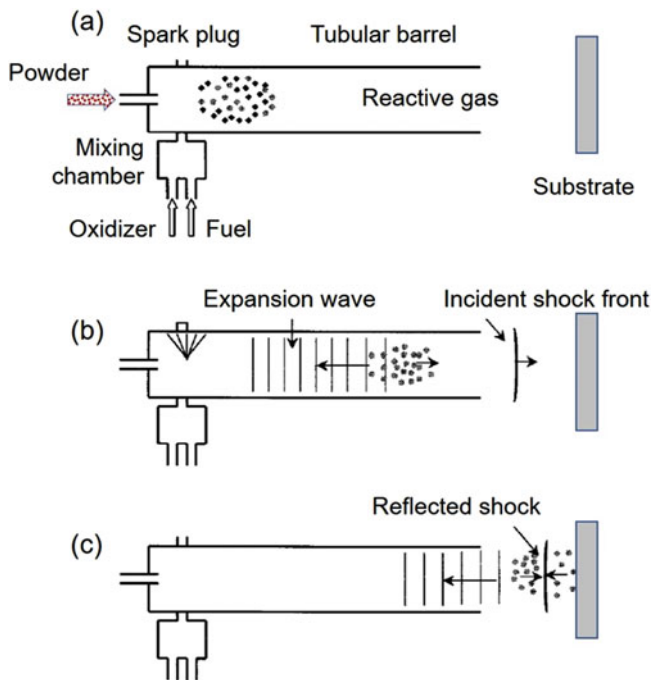 (a)
Spark plug
Tubular barrel
Powder
Reactive gas
Mixing
chamber
Substrate
Oxidizer
Fuel
(b)
Expansion wave
Incident shock front
(c)
Reflected shock